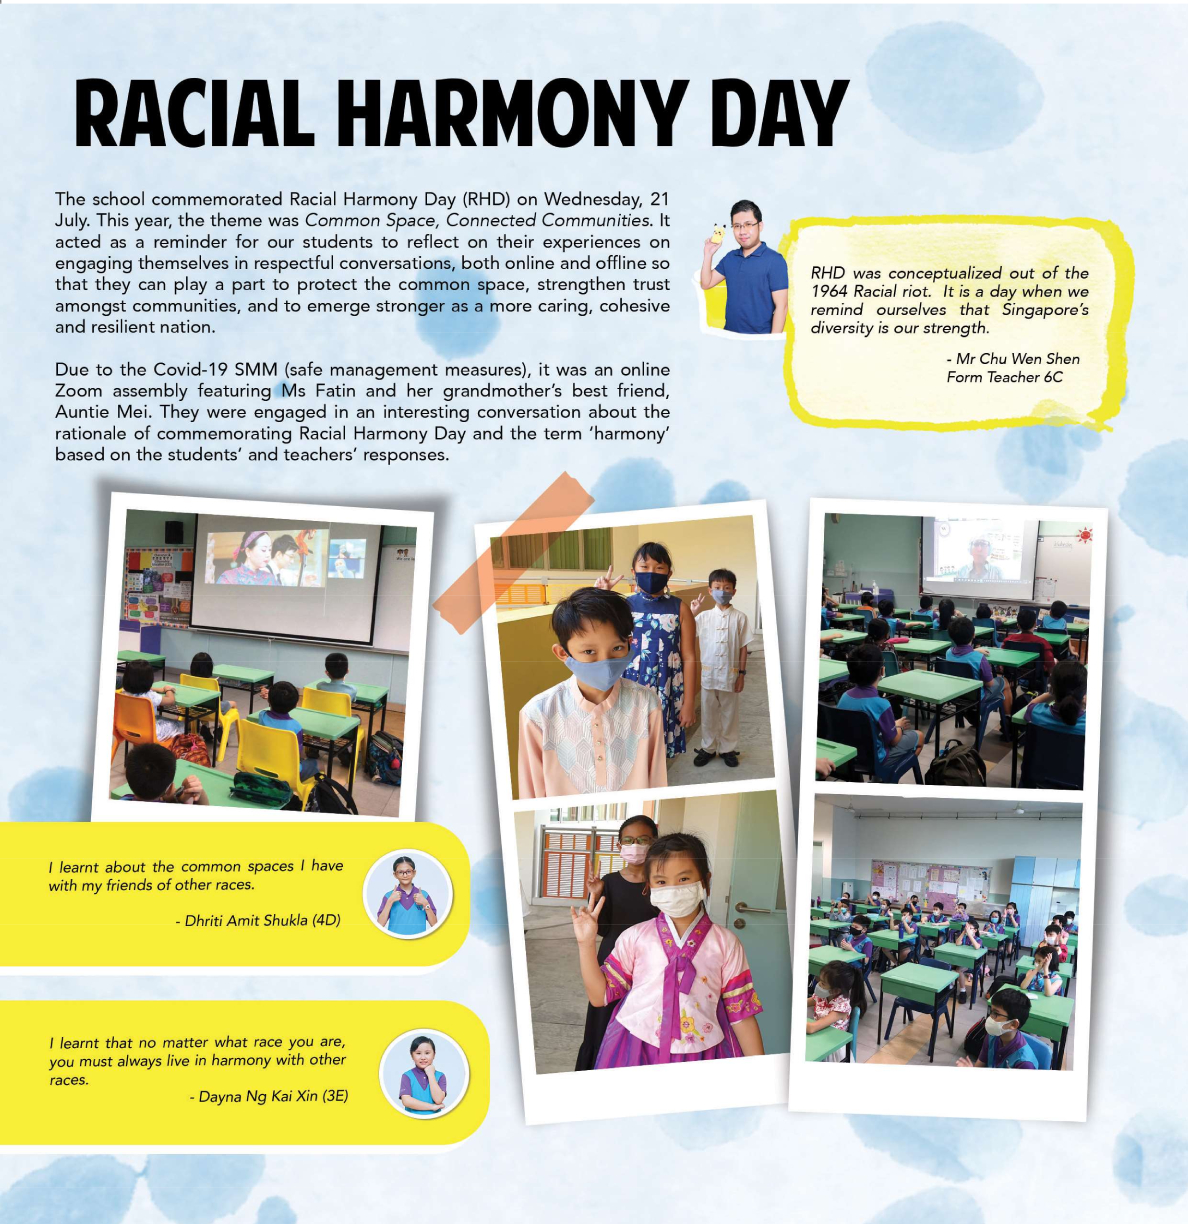 RACIAL HARMONY DAY
The school commemorated Racial Harmony Day (RHD) on Wednesday, 21
July. This year, the theme was Common Space, Connected Communities. It
acted as a reminder for our students to reflect on their experiences on
engaging themselves in respectful conversations, both online and offline so
that they can play a part to protect the common space, strengthen trust
amongst communities, and to emerge stronger as a more caring, cohesive
and resilient nation.
Due to the Covid-19 SMM (safe management measures), it was an online
Zoom assembly featuring Ms Fatin and her grandmother's best friend,
Auntie Mei. They were engaged in an interesting conversation about the
rationale of commemorating Racial Harmony Day and the term 'harmony'
based on the students' and teachers' responses.
RHD was conceptualized out of the
1964 Racial riot. It is a day when we
remind ourselves that Singapore's
diversity is our strength.
- Mr Chu Wen Shen
Form Teacher 6C
I learnt about the common spaces I have
with my friends of other races.
- Dhriti Amit Shukla (4D)
I learnt that no matter what race you are,
you must always live in harmony with other
races.
- Dayna Ng Kai Xin (3E)